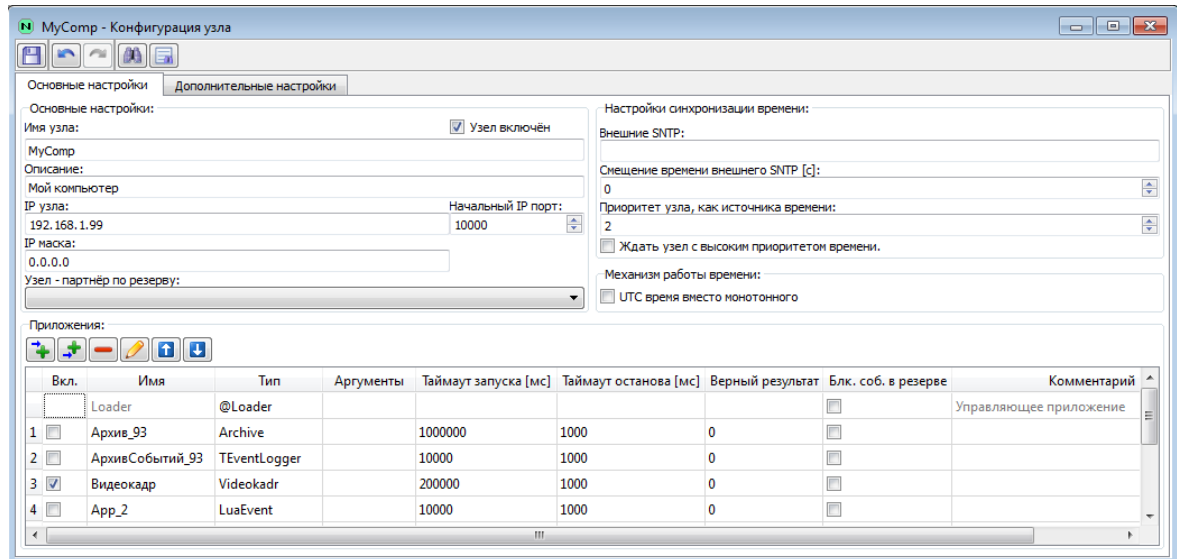 MyComp - Конфигурация узла
Основные настройки Дополнительные настройки
Основные настройки:
Имя узла: Узел включён
MyComp
Описание:
Мой компьютер
IP узла: Начальный IP порт:
192.168.1.99 10000
IP маска:
0.0.0.0
Узел - партнёр по резерву:
Настройки синхронизации времени:
Внешние SNTP:
Смещение времени внешнего SNTP [с]:
0
Приоритет узла, как источника времени:
2
Ждать узел с высоким приоритетом времени.
Механизм работы времени:
UTC время вместо монотонного
Приложения:
Вкл. Имя Тип Аргументы Таймаут запуска [мс] Таймаут останова [мс] Верный результат Блк. соб. в резерве Комментарий
Loader @Loader Управляющее приложение
1 Архив_93 Archive 1000000 1000 0
2 АрхивСобытий_93 TEventLogger 10000 1000 0
3 Видеокадр Videokadr 200000 1000 0
4 App_2 LuaEvent 10000 1000 0